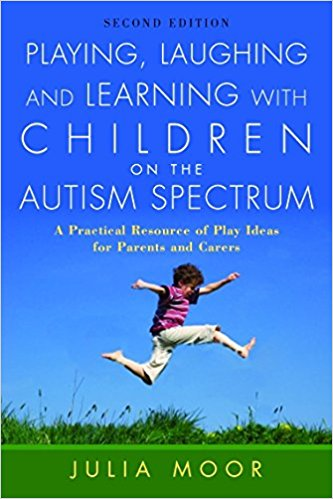 SECOND EDITION
PLAYING, LAUGHING
AND LEARNING WITH
CHILDREN
ON THE
AUTISM SPECTRUM
A Practical Resource of Play Ideas
for Parents and Carers
JULIA MOOR